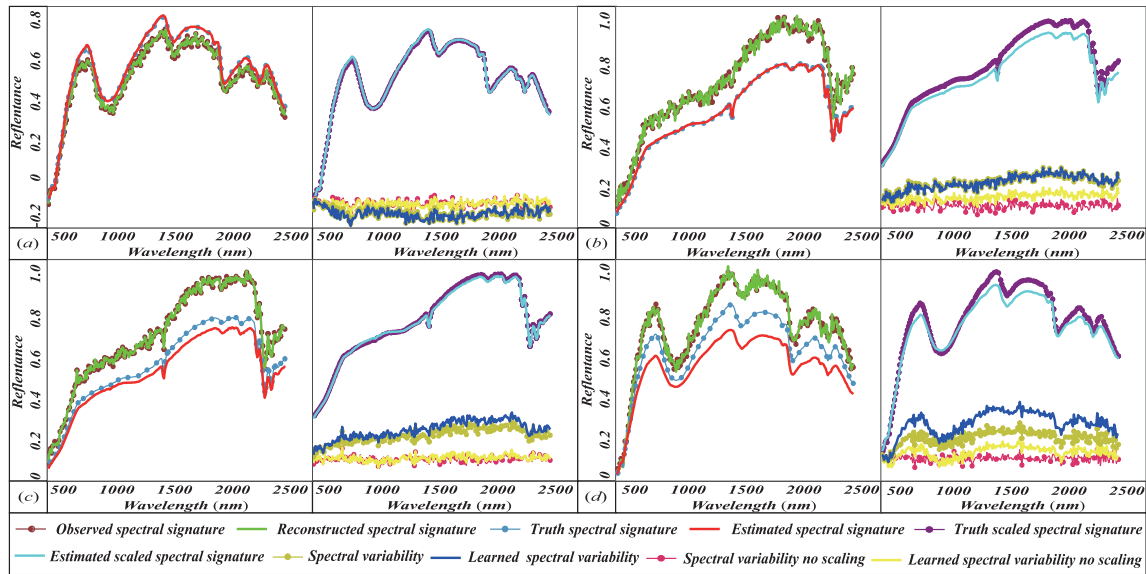 0.8
0.6
0.4
0.2
0
-0.2
Reflentance
(a)
500 1000 1500 2000 2500 500 1000 1500 2000 2500
Wavelength (nm) Wavelength (nm)
1.0
0.8
0.6
0.4
0.2
0
Reflentance
(b)
500 1000 1500 2000 2500 500 1000 1500 2000 2500
Wavelength (nm) Wavelength (nm)
1.0
0.8
0.6
0.4
0.2
0
Reflentance
(c)
500 1000 1500 2000 2500 500 1000 1500 2000 2500
Wavelength (nm) Wavelength (nm)
1.0
0.8
0.6
0.4
0.2
0
Reflentance
(d)
500 1000 1500 2000 2500 500 1000 1500 2000 2500
Wavelength (nm) Wavelength (nm)
Observed spectral signature Reconstructed spectral signature Truth spectral signature Estimated spectral signature Truth scaled spectral signature
Estimated scaled spectral signature Spectral variability Learned spectral variability Spectral variability no scaling Learned spectral variability no scaling